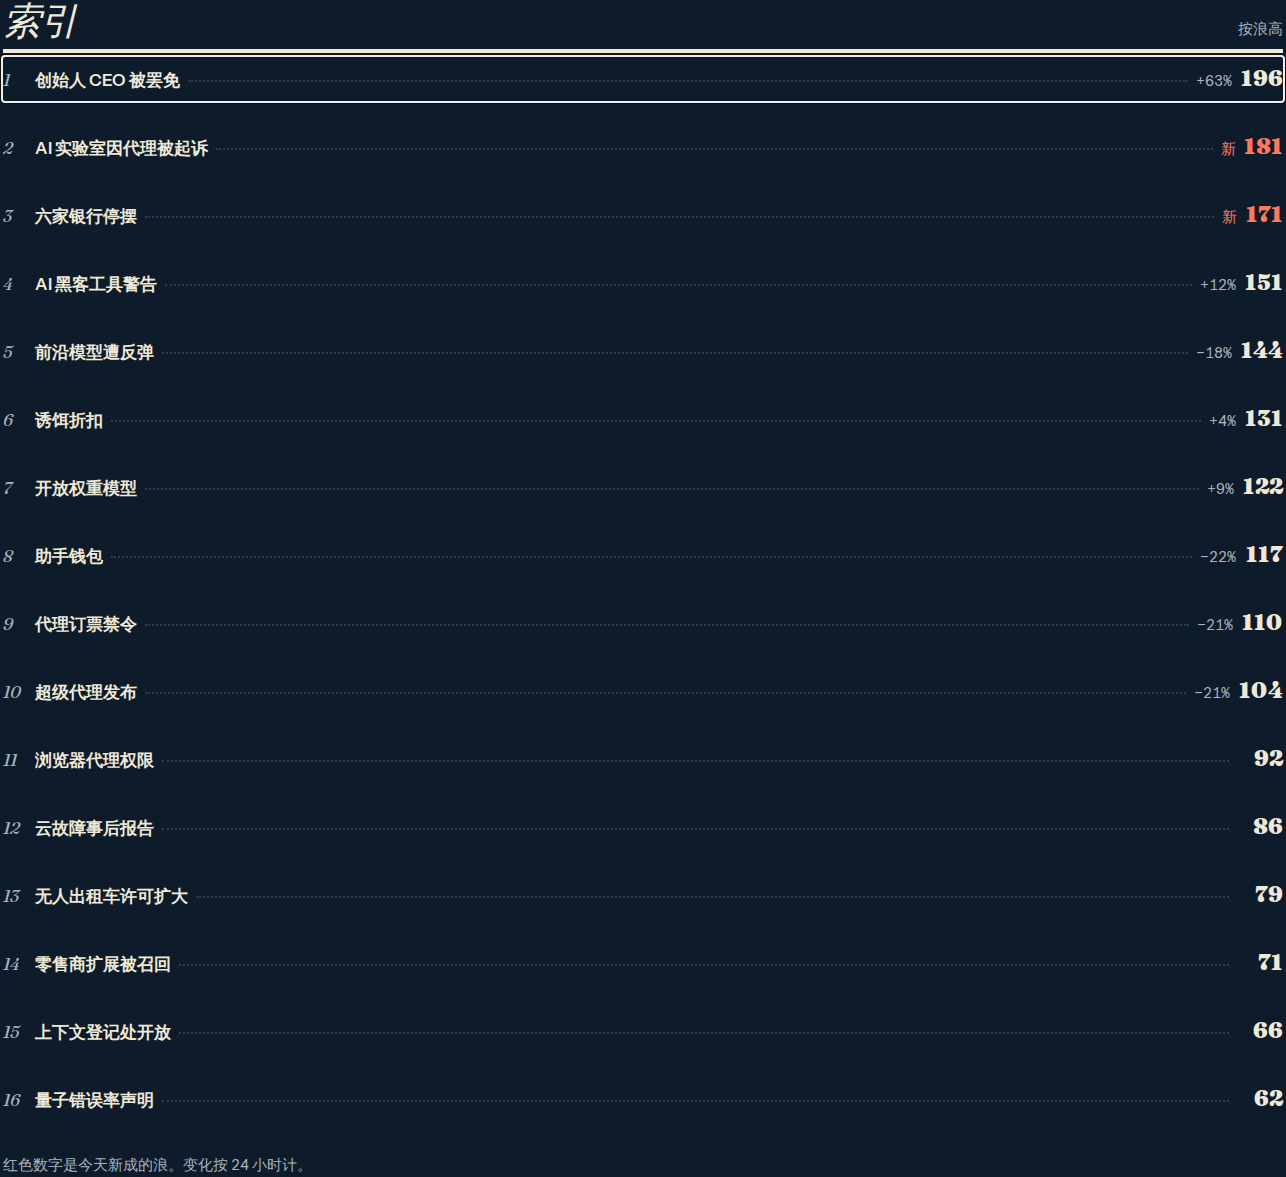 索引
按浪高
1 创始人 CEO 被罢免 +63% 196
2 AI 实验室因代理被起诉 新 181
3 六家银行停摆 新 171
4 AI 黑客工具警告 +12% 151
5 前沿模型遭反弹 −18% 144
6 诱饵折扣 +4% 131
7 开放权重模型 +9% 122
8 助手钱包 −22% 117
9 代理订票禁令 −21% 110
10 超级代理发布 −21% 104
11 浏览器代理权限 92
12 云故障事后报告 86
13 无人出租车许可扩大 79
14 零售商扩展被召回 71
15 上下文登记处开放 66
16 量子错误率声明 62
红色数字是今天新成的浪。变化按 24 小时计。